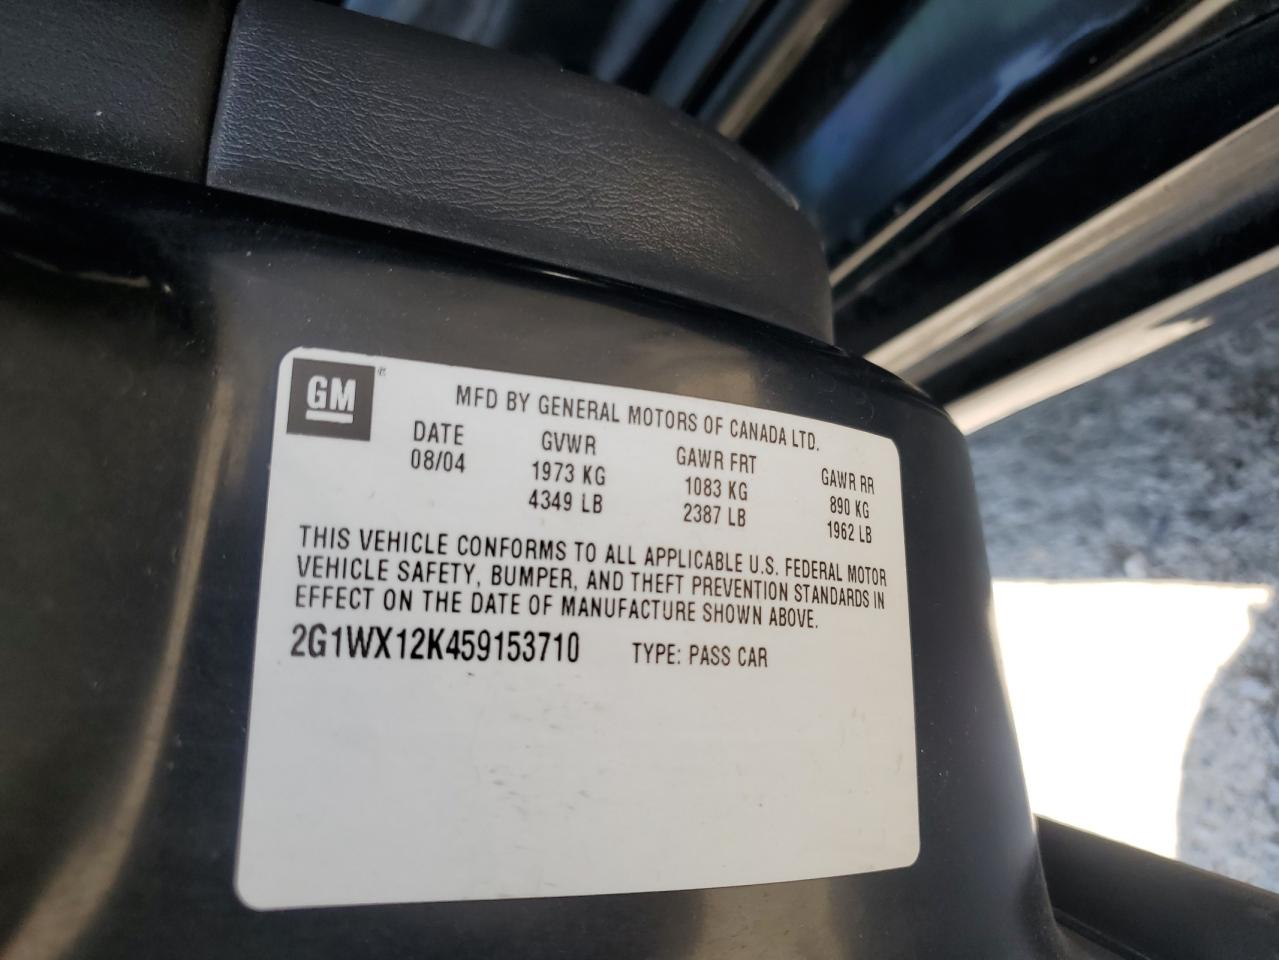 GM
MFD BY GENERAL MOTORS OF CANADA LTD.
DATE GVWR GAWR FRT GAWR RR
08/04 1973 KG 1083 KG 890 KG
4349 LB 2387 LB 1962 LB
THIS VEHICLE CONFORMS TO ALL APPLICABLE U.S. FEDERAL MOTOR
VEHICLE SAFETY, BUMPER, AND THEFT PREVENTION STANDARDS IN
EFFECT ON THE DATE OF MANUFACTURE SHOWN ABOVE.
2G1WX12K459153710 TYPE: PASS CAR